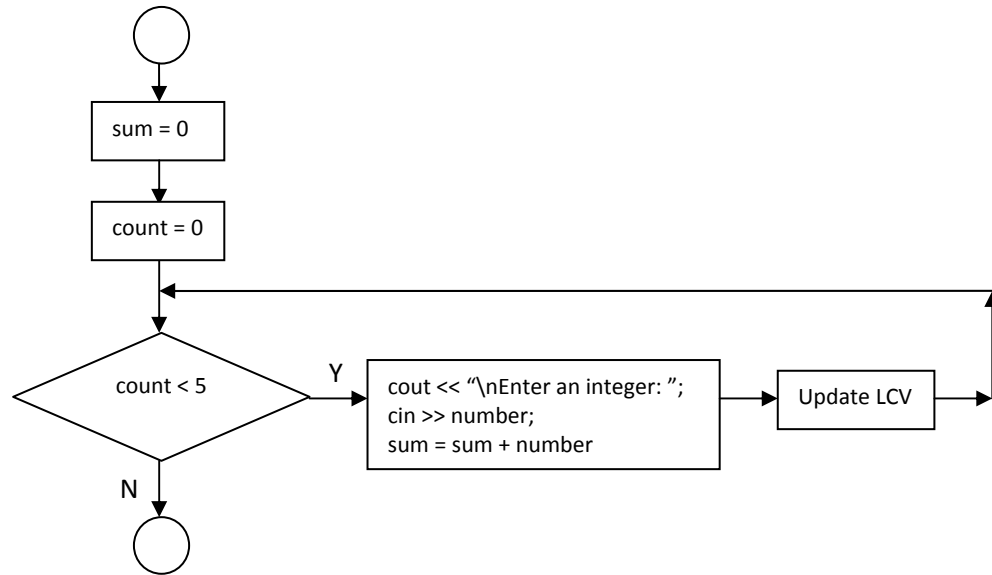 sum = 0
count = 0
count < 5
Y
cout << “\nEnter an integer: ”;
cin >> number;
sum = sum + number
Update LCV
N